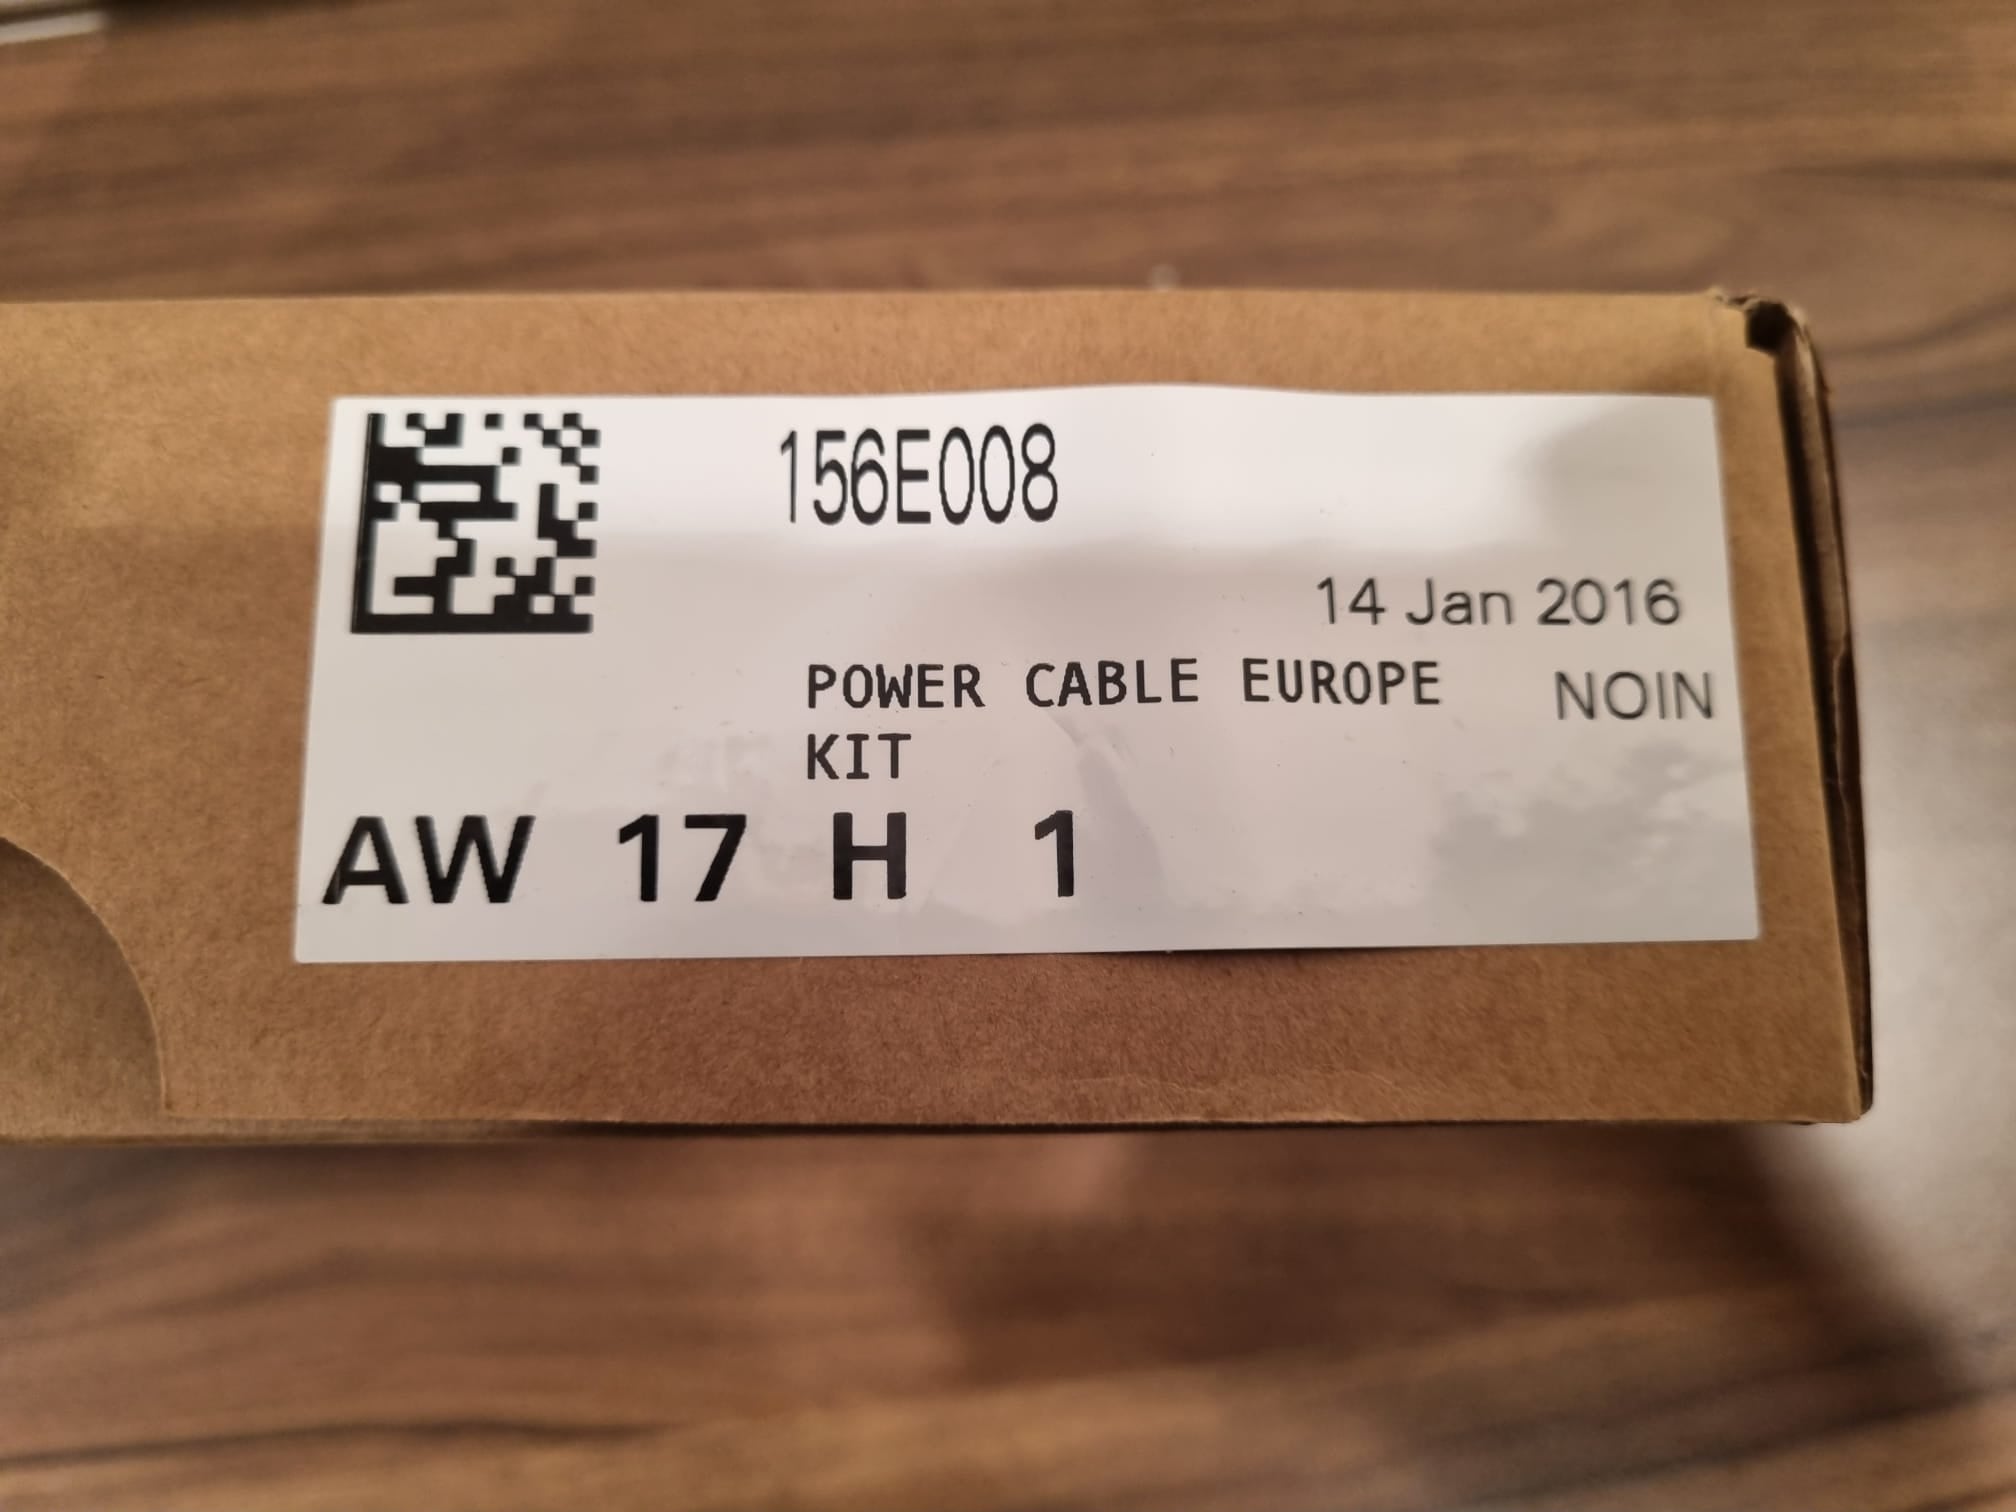 156E008
14 Jan 2016
POWER CABLE EUROPE NOIN
KIT
AW 17 H 1